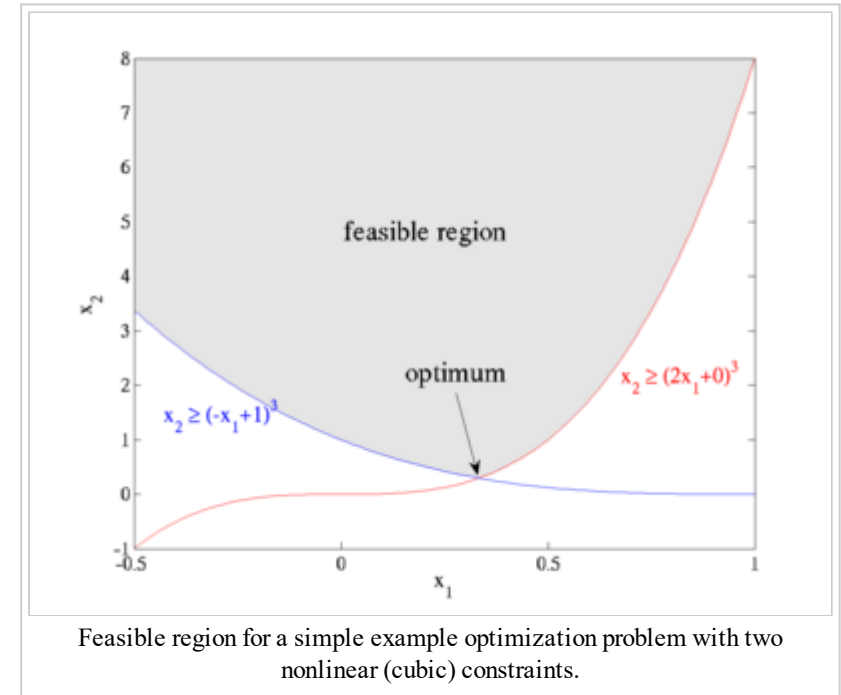 8
7
6
5
feasible region
4
x₂
3
optimum
x₂ ≥ (2x₁+0)³
2
x₂ ≥ (-x₁+1)³
1
0
-1
-0.5 0 0.5 1
x₁
Feasible region for a simple example optimization problem with two
nonlinear (cubic) constraints.